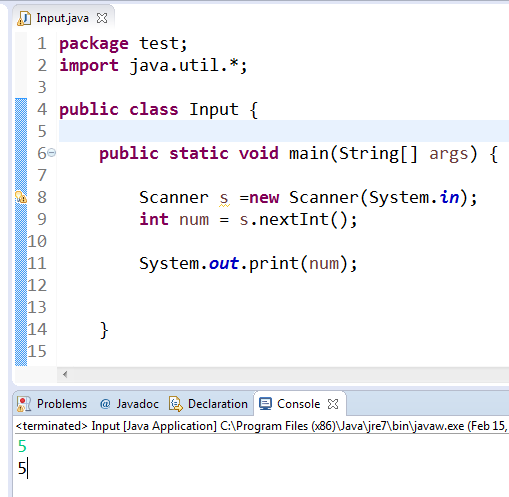 Input.java
1 package test;
2 import java.util.*;
3
4 public class Input {
5
6 public static void main(String[] args) {
7
8 Scanner s =new Scanner(System.in);
9 int num = s.nextInt();
10
11 System.out.print(num);
12
13
14 }
15
Problems @ Javadoc Declaration Console
<terminated> Input [Java Application] C:\Program Files (x86)\Java\jre7\bin\javaw.exe (Feb 15,
5
5